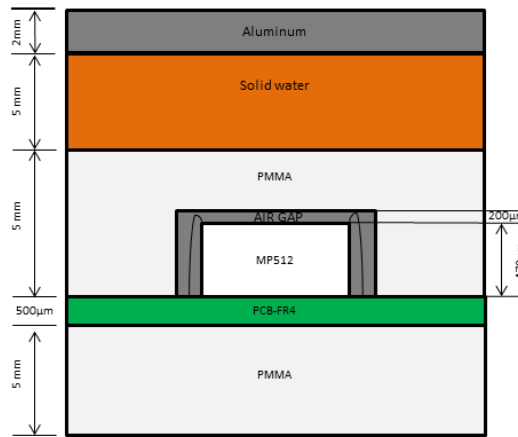 Aluminum
2mm
Solid water
5 mm
PMMA
5 mm
AIR GAP
200µm
MP512
500µm
PCB-FR4
PMMA
5 mm